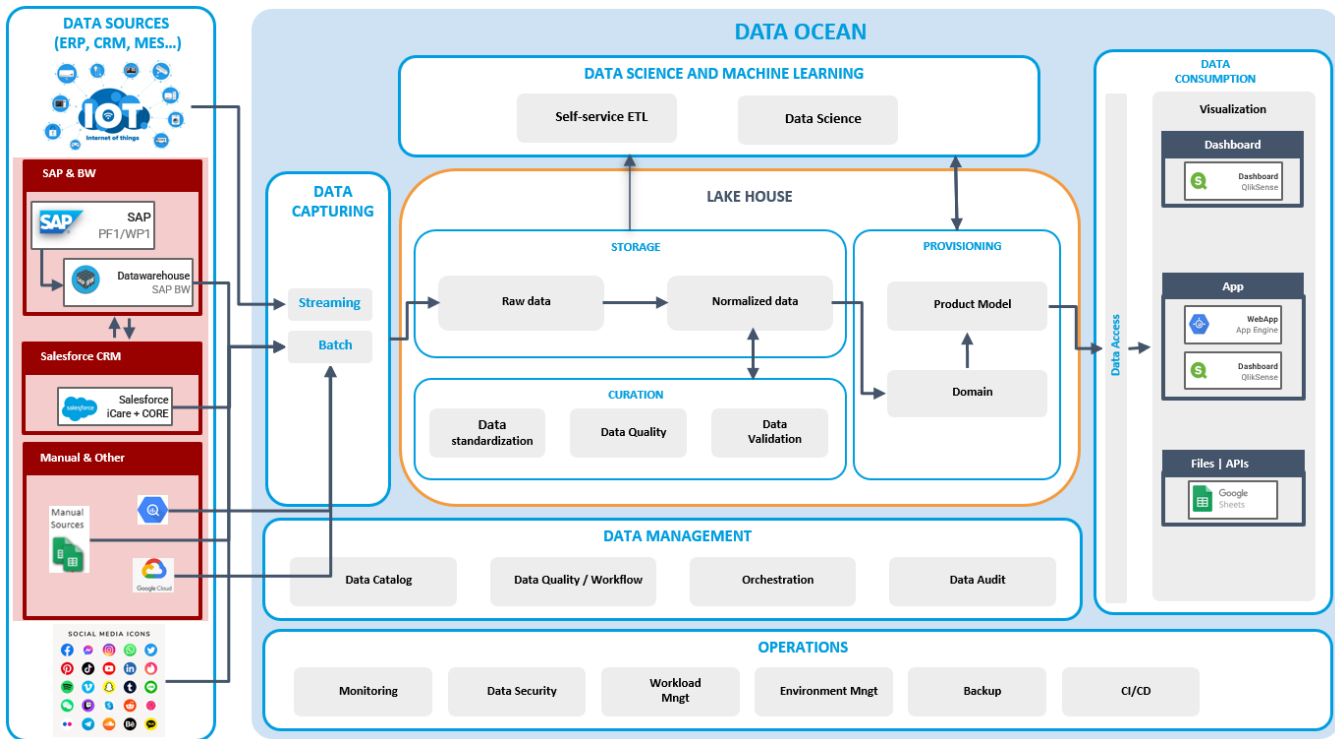 DATA SOURCES
(ERP, CRM, MES...)
IOT
Internet of things
SAP & BW
SAP
SAP
PF1/WP1
Datawarehouse
SAP BW
Salesforce CRM
salesforce
Salesforce
iCare + CORE
Manual & Other
Manual
Sources
Google Cloud
SOCIAL MEDIA ICONS
DATA OCEAN
DATA SCIENCE AND MACHINE LEARNING
Self-service ETL
Data Science
DATA
CAPTURING
Streaming
Batch
LAKE HOUSE
STORAGE
Raw data
Normalized data
CURATION
Data
standardization
Data Quality
Data
Validation
PROVISIONING
Product Model
Domain
DATA MANAGEMENT
Data Catalog
Data Quality / Workflow
Orchestration
Data Audit
OPERATIONS
Monitoring
Data Security
Workload
Mngt
Environment Mngt
Backup
CI/CD
DATA
CONSUMPTION
Data Access
Visualization
Dashboard
Dashboard
QlikSense
App
WebApp
App Engine
Dashboard
QlikSense
Files | APIs
Google
Sheets